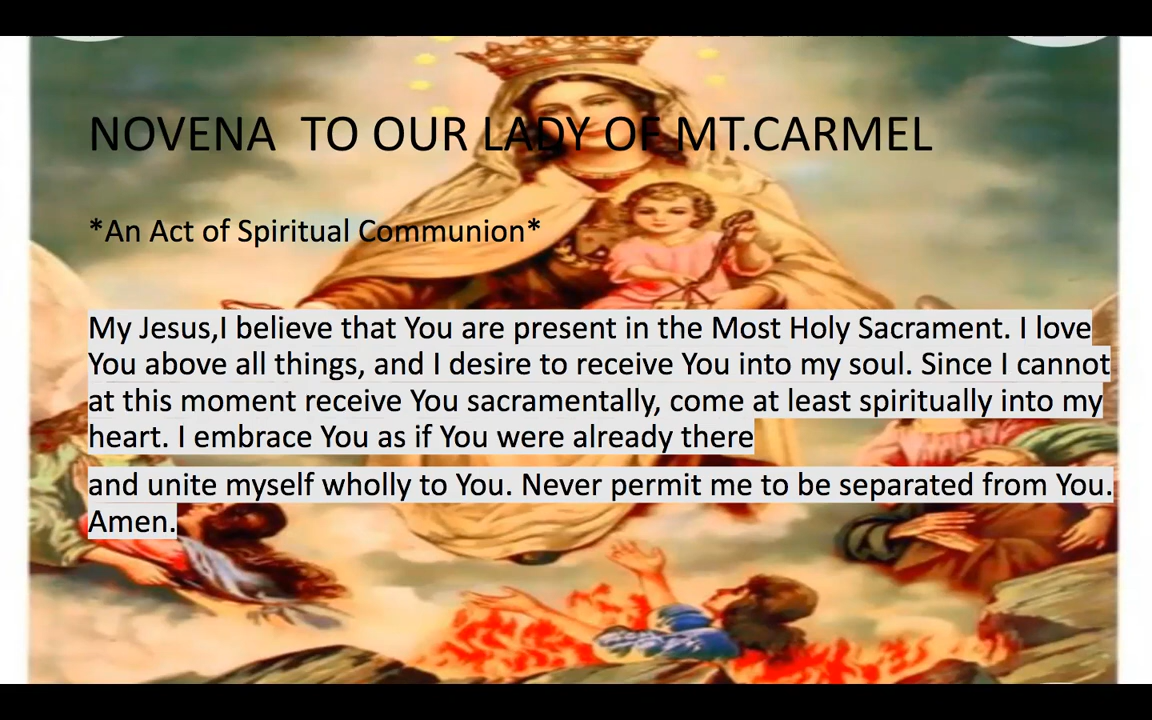 NOVENA  TO OUR LADY OF MT.CARMEL
*An Act of Spiritual Communion*
My Jesus,I believe that You are present in the Most Holy Sacrament. I love
You above all things, and I desire to receive You into my soul. Since I cannot
at this moment receive You sacramentally, come at least spiritually into my
heart. I embrace You as if You were already there
and unite myself wholly to You. Never permit me to be separated from You.
Amen.